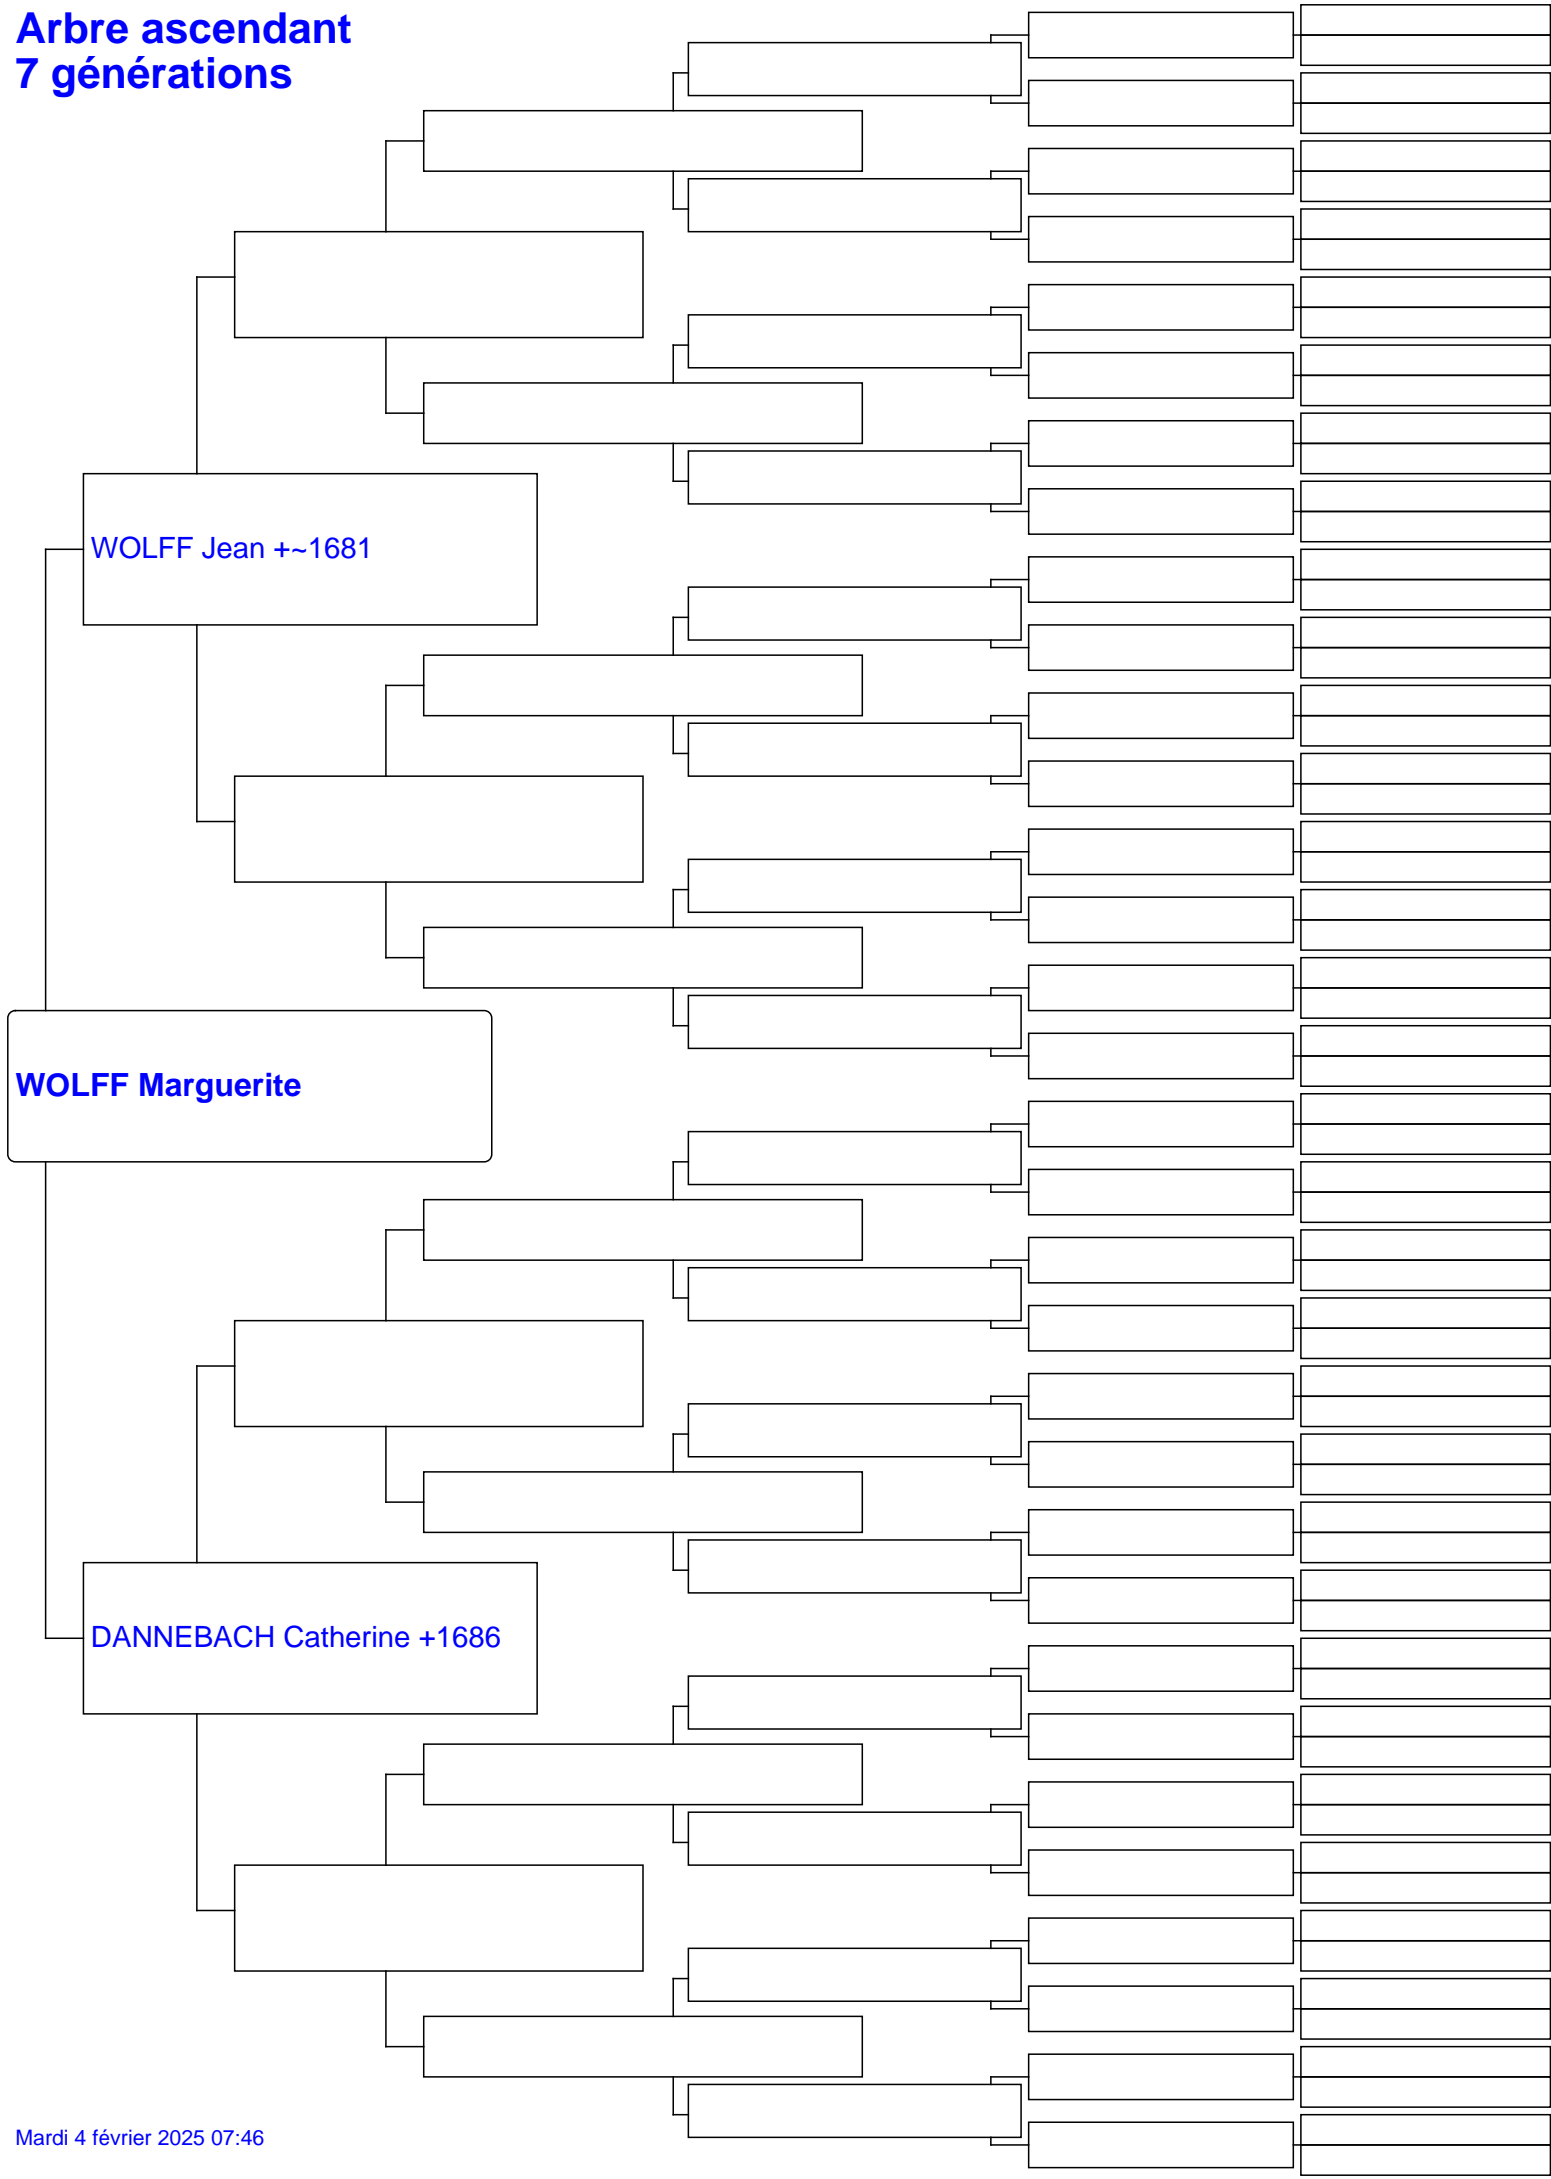 Arbre ascendant
7 générations
WOLFF Jean +~1681
WOLFF Marguerite
DANNEBACH Catherine +1686
Mardi 4 février 2025 07:46